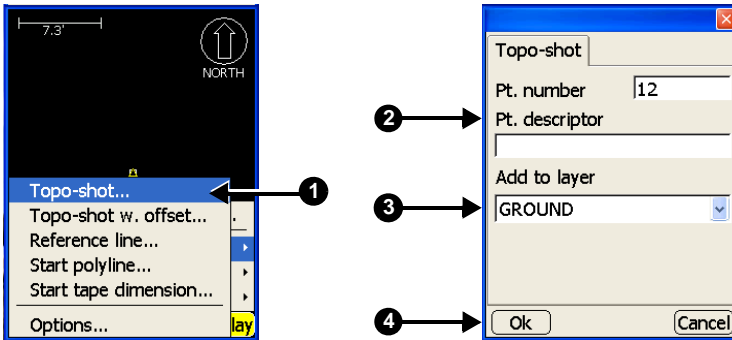 7.3'
NORTH
Topo-shot...
Topo-shot w. offset...
Reference line...
Start polyline...
Start tape dimension...
Options...
lay
1
Topo-shot
Pt. number 12
2
Pt. descriptor
Add to layer
3
GROUND
4
Ok Cancel